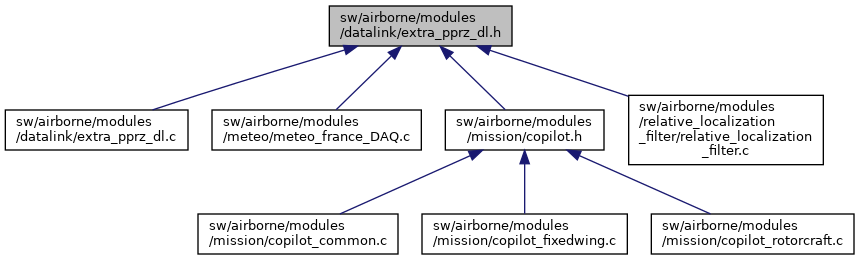 sw/airborne/modules
/datalink/extra_pprz_dl.h
sw/airborne/modules
/datalink/extra_pprz_dl.c
sw/airborne/modules
/meteo/meteo_france_DAQ.c
sw/airborne/modules
/mission/copilot.h
sw/airborne/modules
/relative_localization
_filter/relative_localization
_filter.c
sw/airborne/modules
/mission/copilot_common.c
sw/airborne/modules
/mission/copilot_fixedwing.c
sw/airborne/modules
/mission/copilot_rotorcraft.c